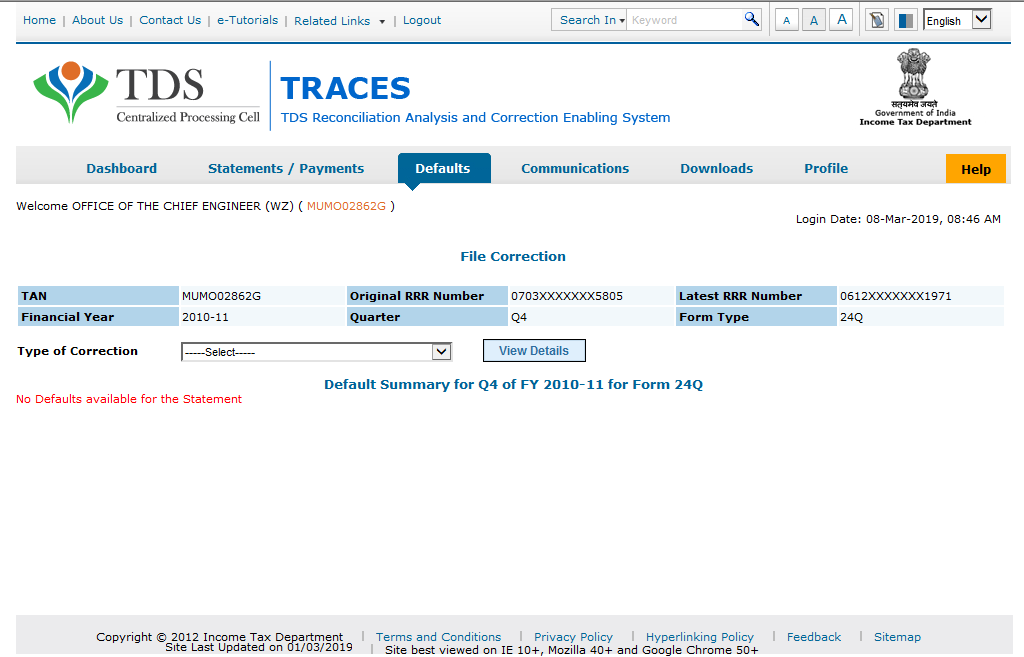 Home | About Us | Contact Us | e-Tutorials | Related Links | Logout
Search In Keyword
A A A
English
TDS
Centralized Processing Cell
TRACES
TDS Reconciliation Analysis and Correction Enabling System
सत्यमेव जयते
Government of India
Income Tax Department
Dashboard Statements / Payments Defaults Communications Downloads Profile Help
Welcome OFFICE OF THE CHIEF ENGINEER (WZ) ( MUMO02862G )
Login Date: 08-Mar-2019, 08:46 AM
File Correction
TAN MUMO02862G Original RRR Number 0703XXXXXXX5805 Latest RRR Number 0612XXXXXXX1971
Financial Year 2010-11 Quarter Q4 Form Type 24Q
Type of Correction -----Select----- View Details
Default Summary for Q4 of FY 2010-11 for Form 24Q
No Defaults available for the Statement
Copyright © 2012 Income Tax Department | Terms and Conditions | Privacy Policy | Hyperlinking Policy | Feedback | Sitemap
Site Last Updated on 01/03/2019 | Site best viewed on IE 10+, Mozilla 40+ and Google Chrome 50+